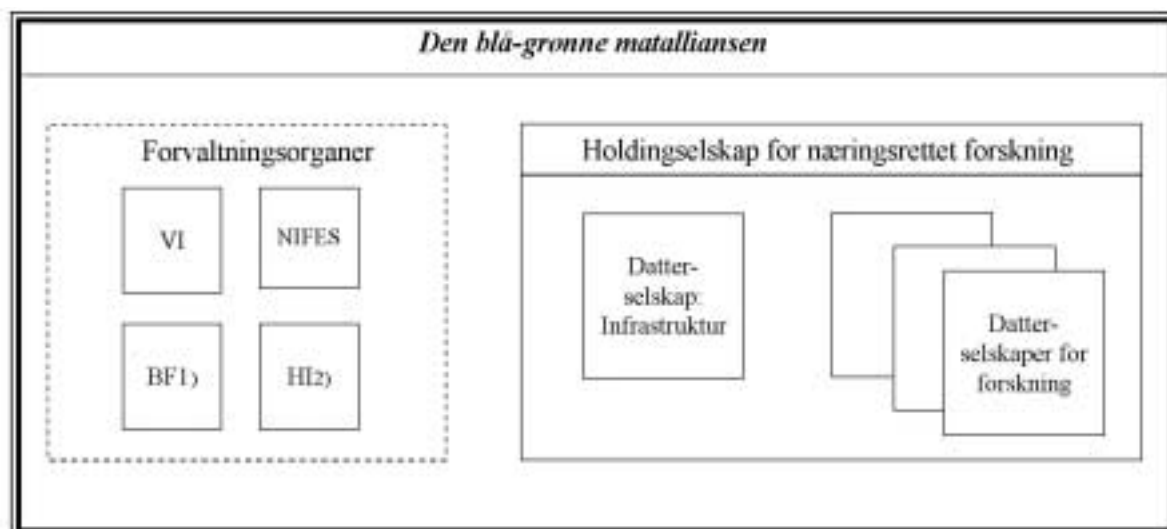 Den blå-grønne matalliansen
Forvaltningsorganer
VI
NIFES
BF1)
HI2)
Holdingselskap for næringsrettet forskning
Datter-
selskap:
Infrastruktur
Datter-
selskaper for
forskning